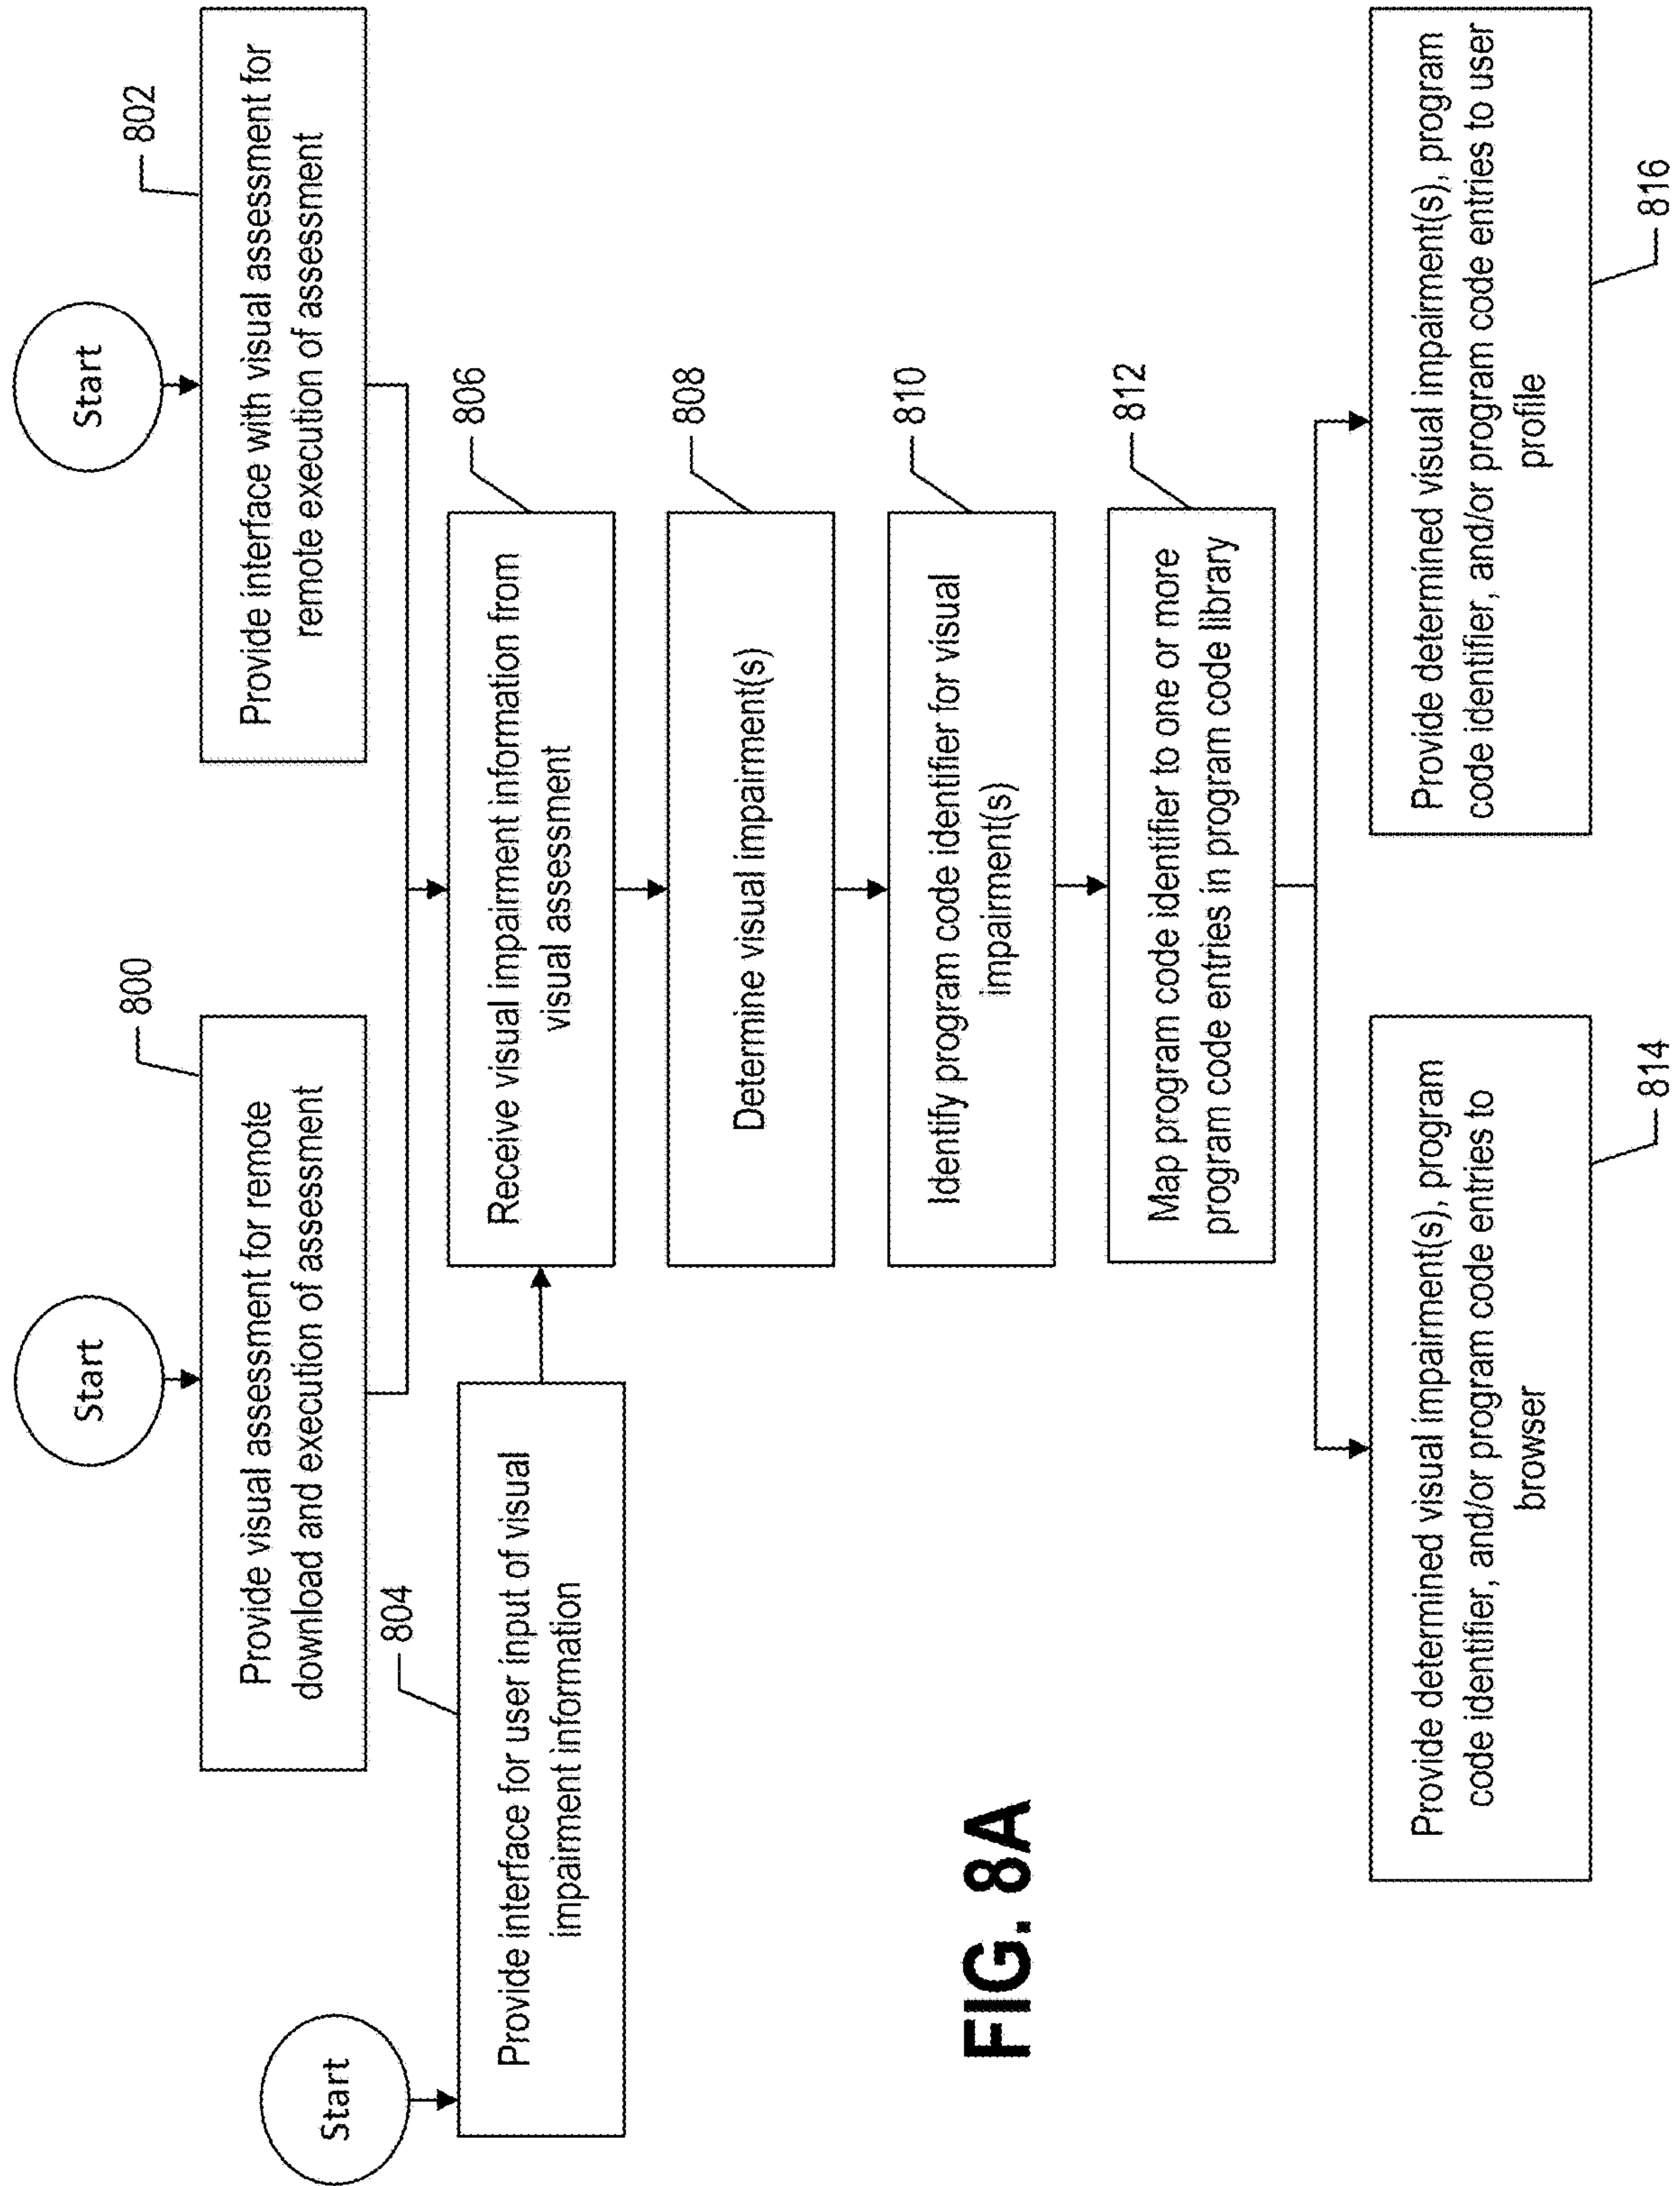 Start
Start
800
802
Provide visual assessment for remote
download and execution of assessment
Provide interface with visual assessment for
remote execution of assessment
Start
804
Provide interface for user input of visual
impairment information
806
Receive visual impairment information from
visual assessment
808
Determine visual impairment(s)
810
Identify program code identifier for visual
impairment(s)
812
Map program code identifier to one or more
program code entries in program code library
Provide determined visual impairment(s), program
code identifier, and/or program code entries to
browser
814
Provide determined visual impairment(s), program
code identifier, and/or program code entries to user
profile
816
FIG. 8A